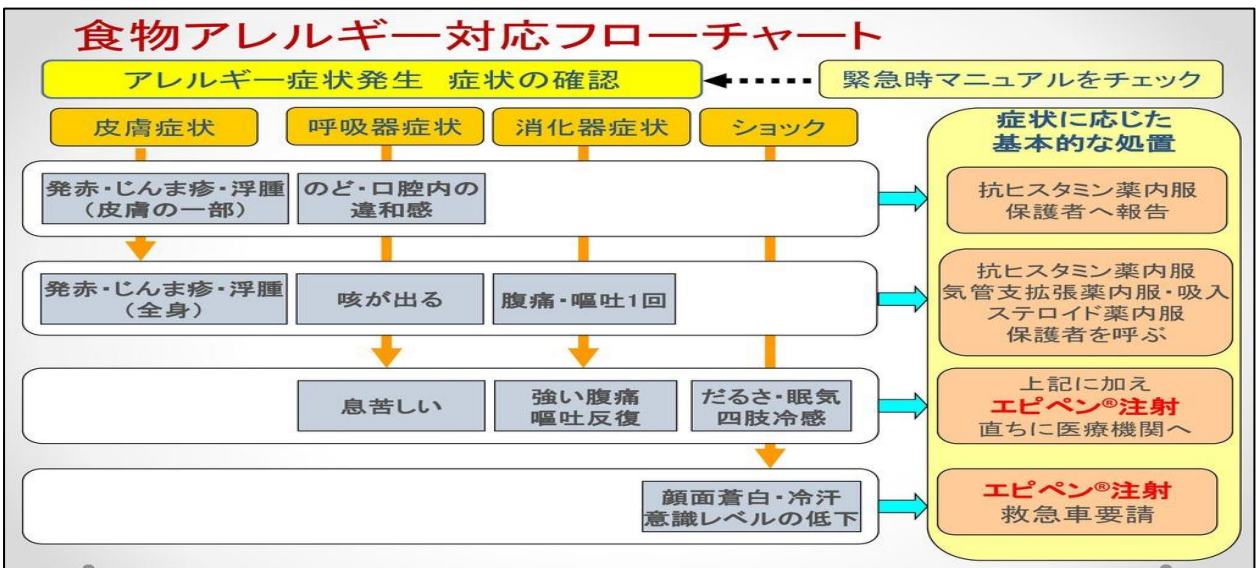 食物アレルギー対応フローチャート
アレルギー症状発生 症状の確認
緊急時マニュアルをチェック
皮膚症状
呼吸器症状
消化器症状
ショック
症状に応じた
基本的な処置
発赤・じんま疹・浮腫
(皮膚の一部)
のど・口腔内の
違和感
抗ヒスタミン薬内服
保護者へ報告
発赤・じんま疹・浮腫
(全身)
咳が出る
腹痛・嘔吐1回
抗ヒスタミン薬内服
気管支拡張薬内服・吸入
ステロイド薬内服
保護者を呼ぶ
息苦しい
強い腹痛
嘔吐反復
だるさ・眠気
四肢冷感
上記に加え
エピペン®注射
直ちに医療機関へ
顔面蒼白・冷汗
意識レベルの低下
エピペン®注射
救急車要請